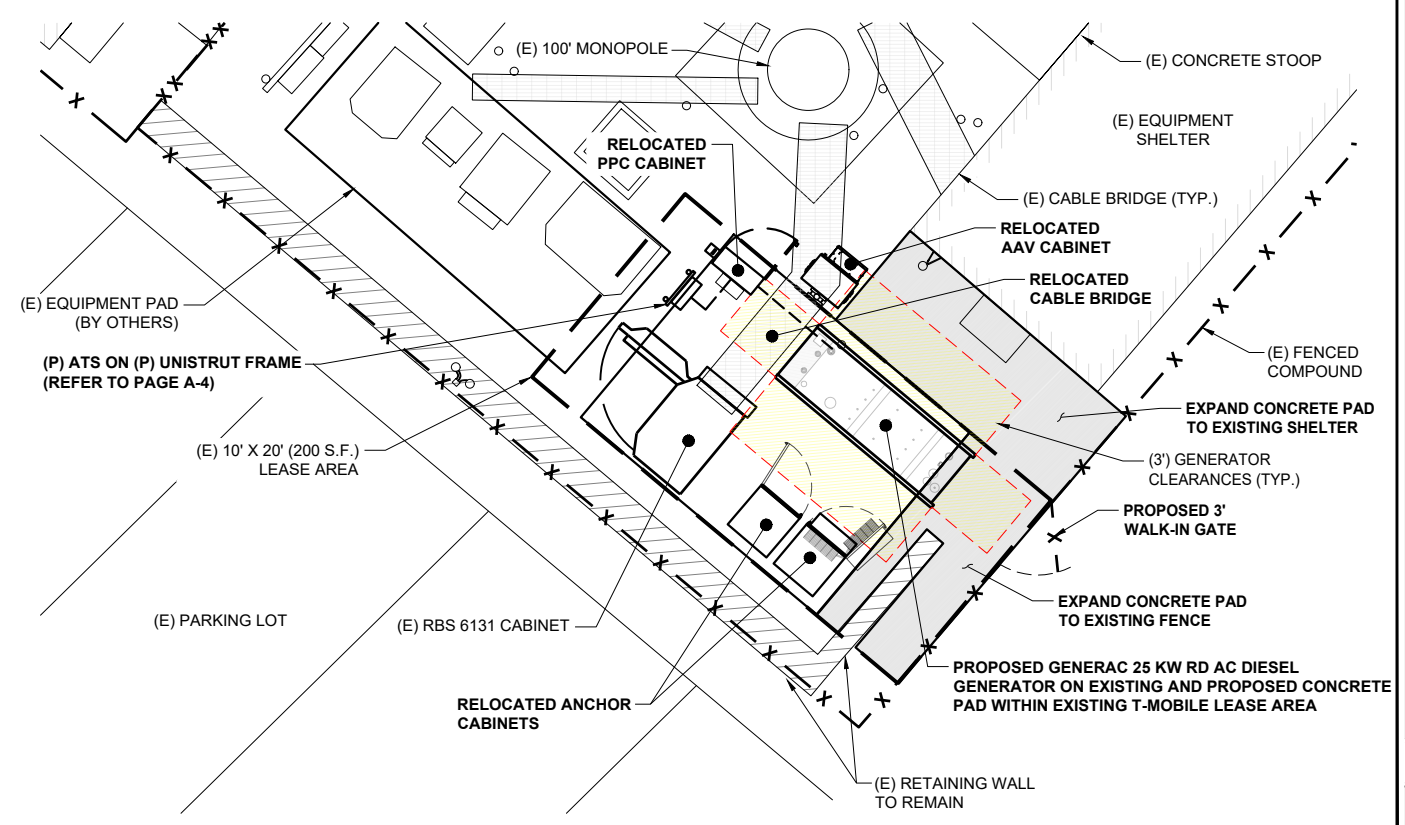 (E) 100' MONOPOLE
(E) CONCRETE STOOP
(E) EQUIPMENT
SHELTER
RELOCATED
PPC CABINET
(E) CABLE BRIDGE (TYP.)
RELOCATED
AAV CABINET
RELOCATED
CABLE BRIDGE
(E) EQUIPMENT PAD
(BY OTHERS)
(P) ATS ON (P) UNISTRUT FRAME
(REFER TO PAGE A-4)
(E) FENCED
COMPOUND
EXPAND CONCRETE PAD
TO EXISTING SHELTER
(E) 10' X 20' (200 S.F.)
LEASE AREA
(3') GENERATOR
CLEARANCES (TYP.)
PROPOSED 3'
WALK-IN GATE
(E) PARKING LOT
(E) RBS 6131 CABINET
EXPAND CONCRETE PAD
TO EXISTING FENCE
PROPOSED GENERAC 25 KW RD AC DIESEL
GENERATOR ON EXISTING AND PROPOSED CONCRETE
PAD WITHIN EXISTING T-MOBILE LEASE AREA
RELOCATED ANCHOR
CABINETS
(E) RETAINING WALL
TO REMAIN